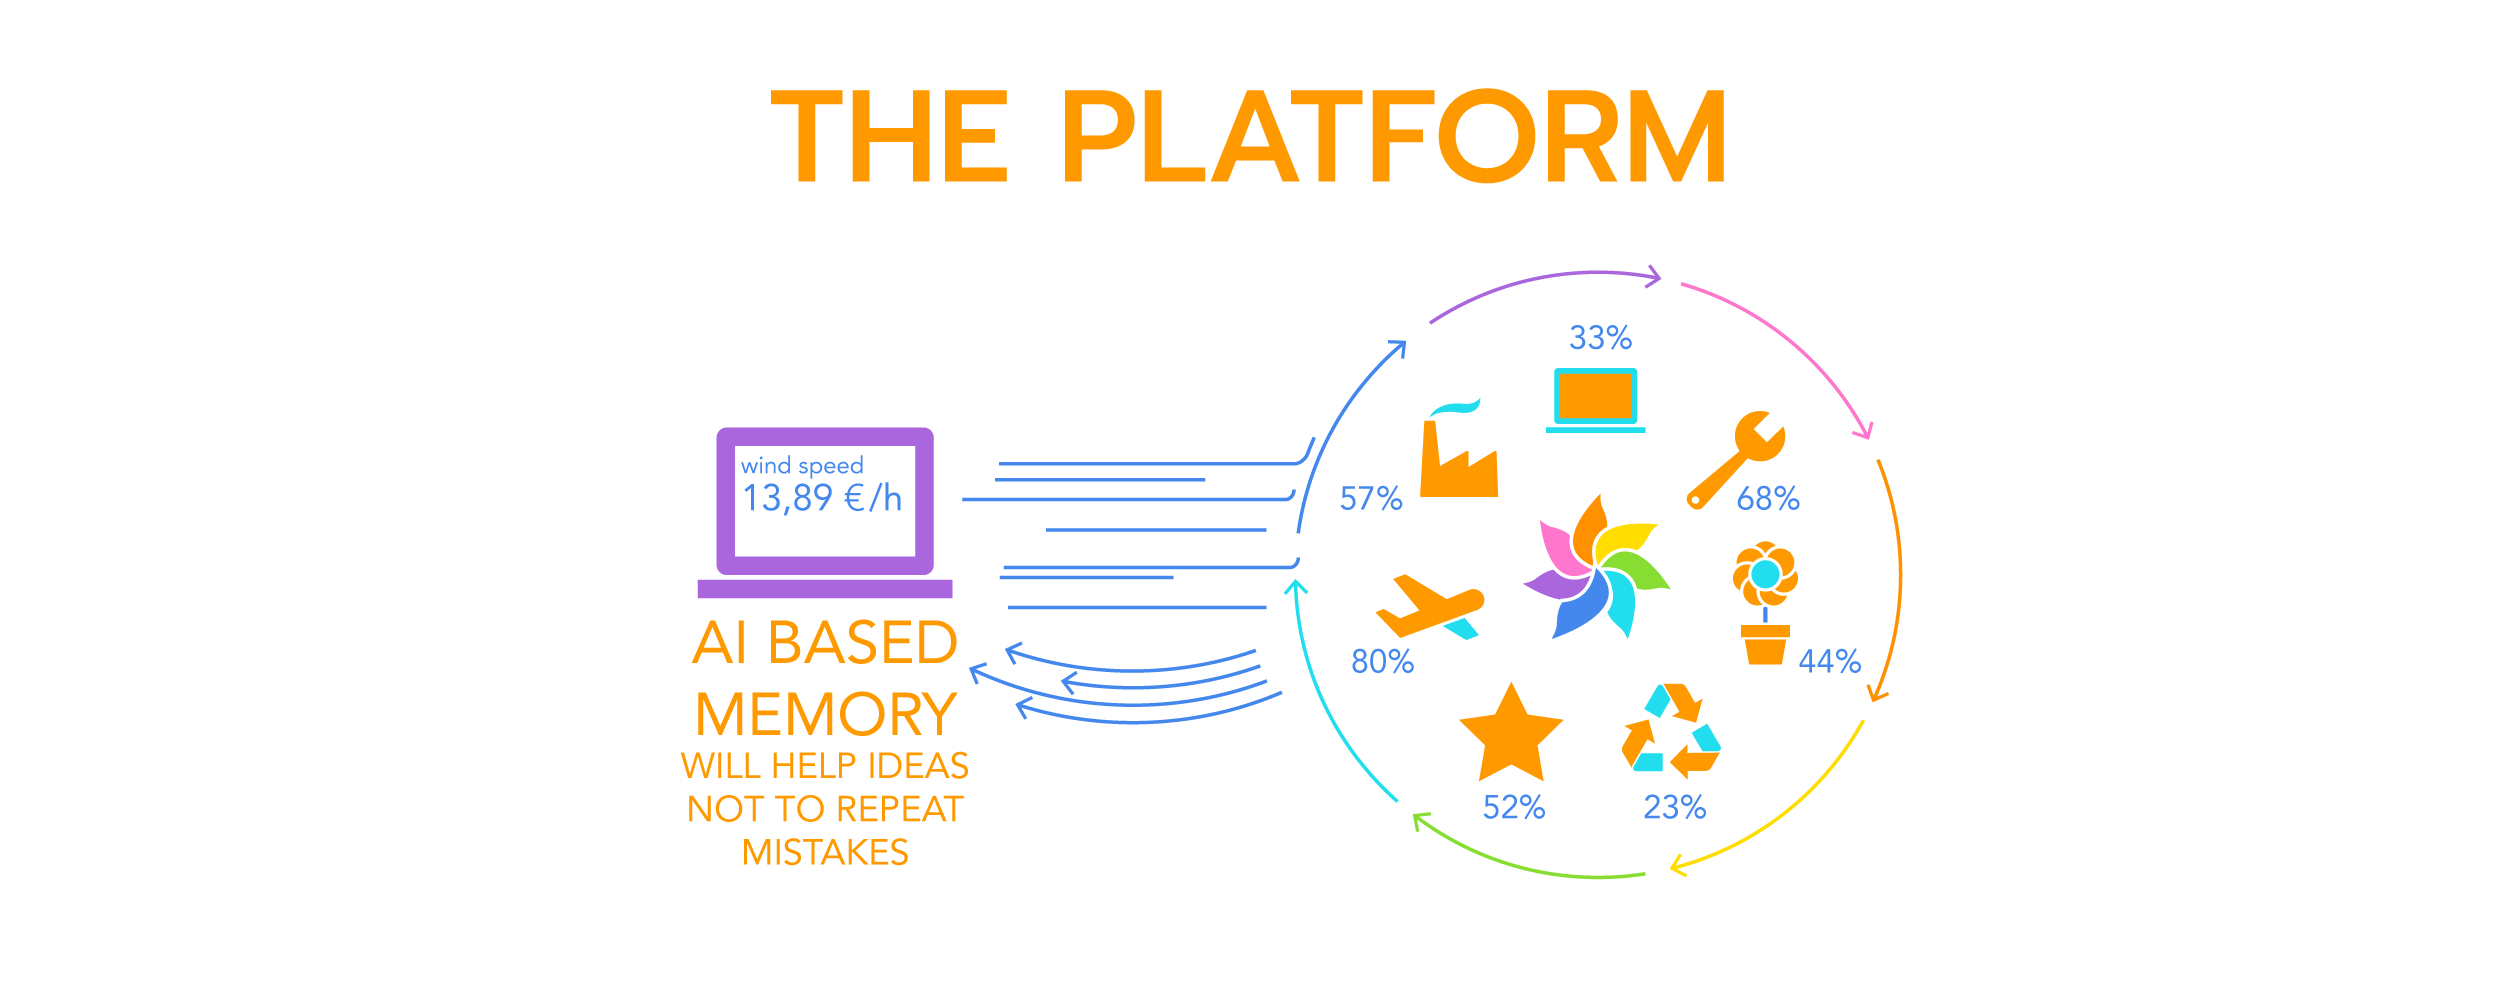 THE PLATFORM
33%
wind speed
13,89 € / h
57%
68%
AI BASED
MEMORY
WILL HELP IDEAS
NOT TO REPEAT
MISTAKES
80%
44%
52%
23%